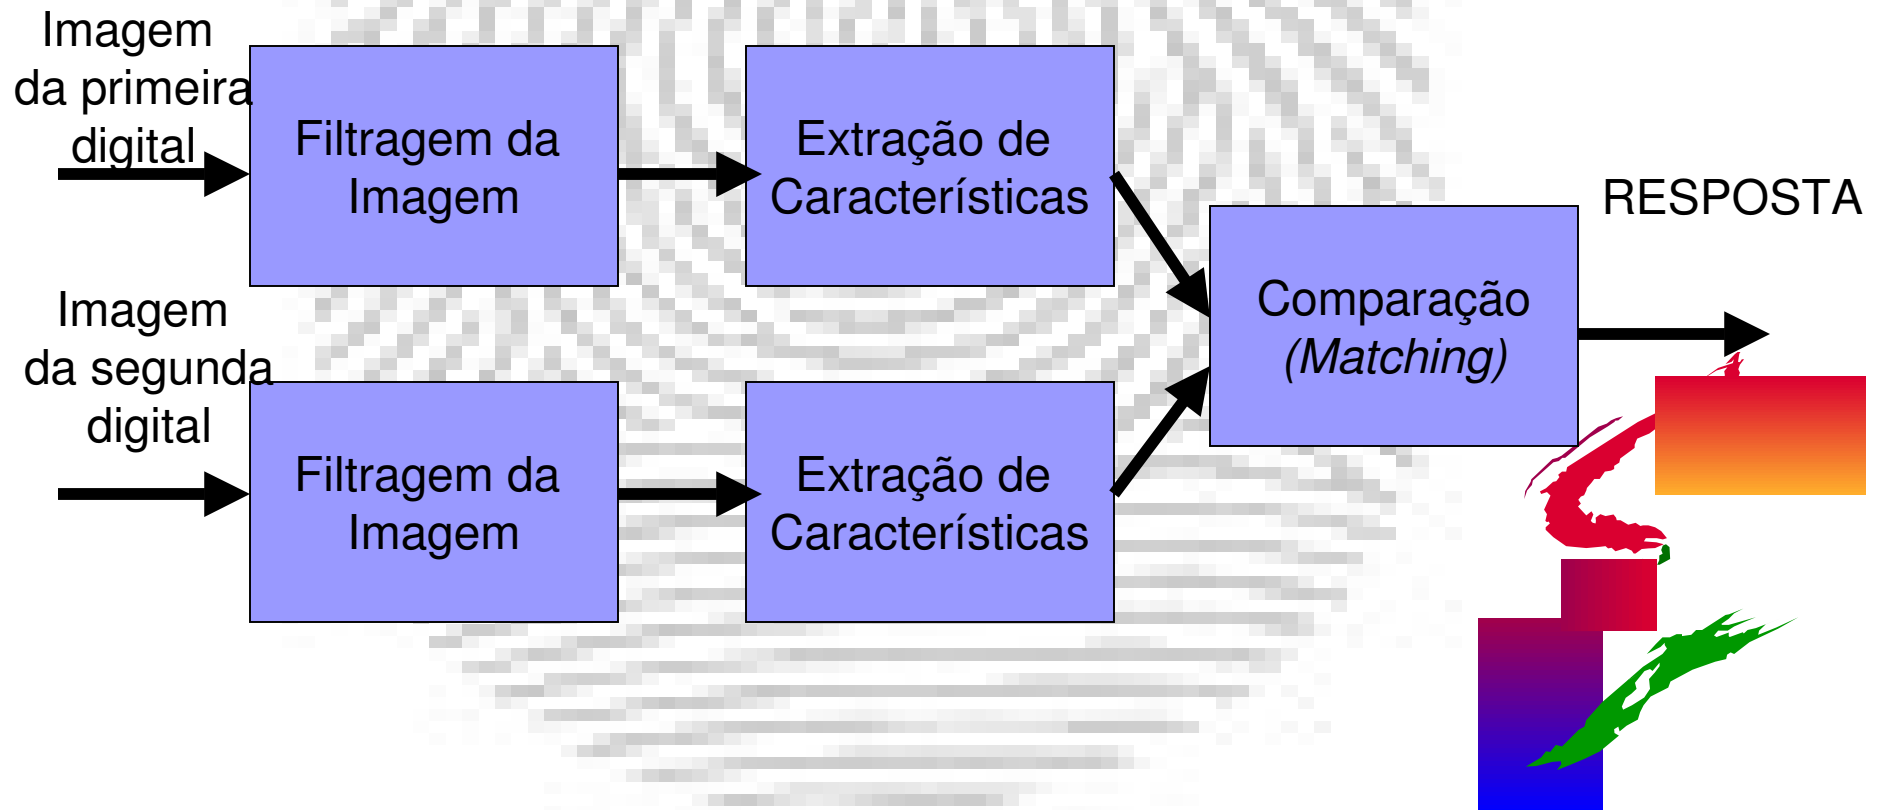 Imagem
da primeira
digital
Filtragem da
Imagem
Extração de
Características
Imagem
da segunda
digital
Filtragem da
Imagem
Extração de
Características
Comparação
(Matching)
RESPOSTA